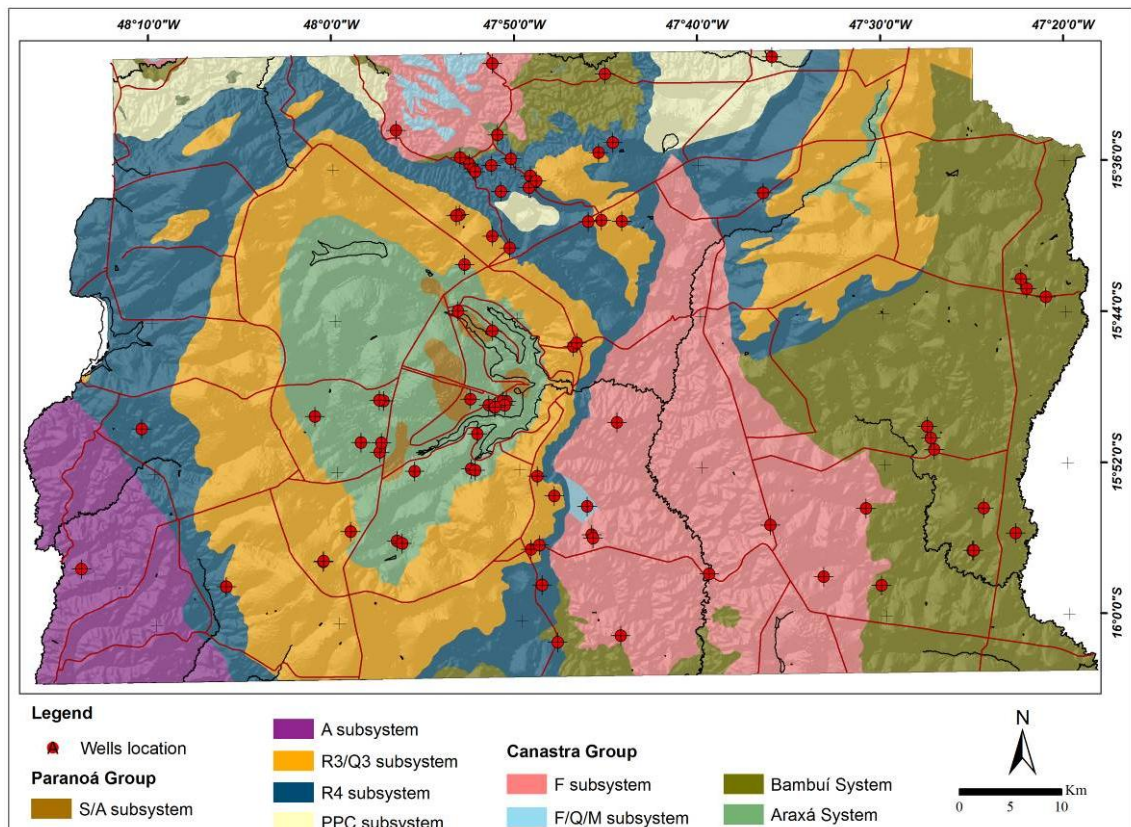 48°10'0"W 48°0'0"W 47°50'0"W 47°40'0"W 47°30'0"W 47°20'0"W
15°36'0"S
15°44'0"S
15°52'0"S
16°0'0"S
Legend
Wells location
Paranoá Group
S/A subsystem
A subsystem
R3/Q3 subsystem
R4 subsystem
PPC subsystem
Canastra Group
F subsystem
F/Q/M subsystem
Bambuí System
Araxá System
N
Km
0 5 10